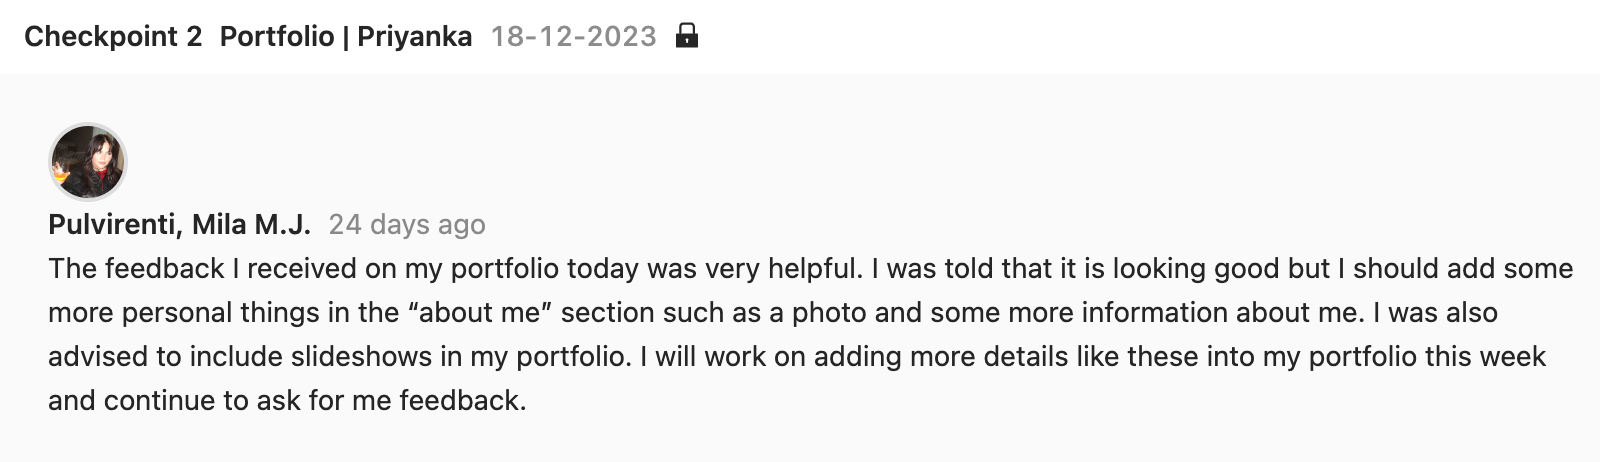 Checkpoint 2 Portfolio | Priyanka 18-12-2023
Pulvirenti, Mila M.J. 24 days ago
The feedback I received on my portfolio today was very helpful. I was told that it is looking good but I should add some
more personal things in the “about me” section such as a photo and some more information about me. I was also
advised to include slideshows in my portfolio. I will work on adding more details like these into my portfolio this week
and continue to ask for me feedback.